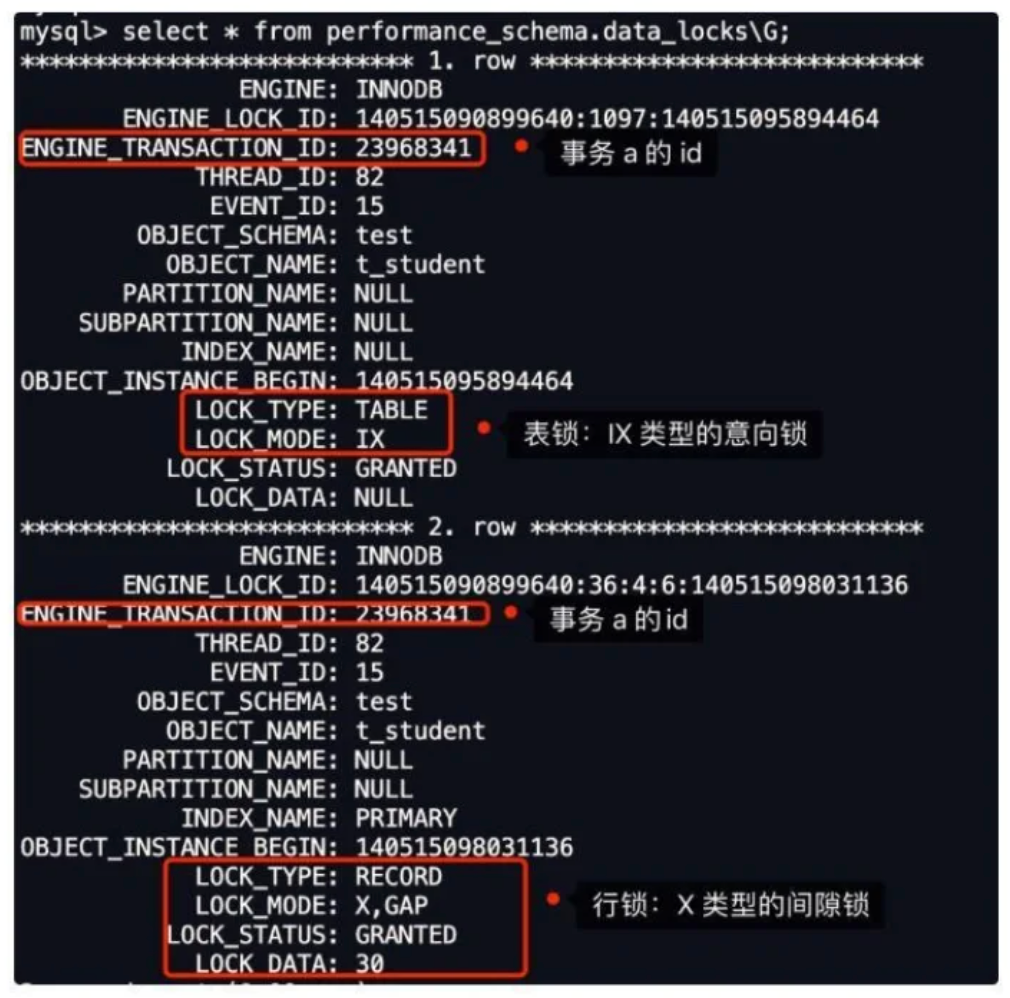 mysql> select * from performance_schema.data_locks\G;
*************************** 1. row ***************************
ENGINE: INNODB
ENGINE_LOCK_ID: 140515090899640:1097:140515095894464
ENGINE_TRANSACTION_ID: 23968341 事务 a 的 id
THREAD_ID: 82
EVENT_ID: 15
OBJECT_SCHEMA: test
OBJECT_NAME: t_student
PARTITION_NAME: NULL
SUBPARTITION_NAME: NULL
INDEX_NAME: NULL
OBJECT_INSTANCE_BEGIN: 140515095894464
LOCK_TYPE: TABLE
LOCK_MODE: IX 表锁：IX 类型的意向锁
LOCK_STATUS: GRANTED
LOCK_DATA: NULL
*************************** 2. row ***************************
ENGINE: INNODB
ENGINE_LOCK_ID: 140515090899640:36:4:6:140515098031136
ENGINE_TRANSACTION_ID: 23968341 事务 a 的 id
THREAD_ID: 82
EVENT_ID: 15
OBJECT_SCHEMA: test
OBJECT_NAME: t_student
PARTITION_NAME: NULL
SUBPARTITION_NAME: NULL
INDEX_NAME: PRIMARY
OBJECT_INSTANCE_BEGIN: 140515098031136
LOCK_TYPE: RECORD
LOCK_MODE: X,GAP 行锁：X 类型的间隙锁
LOCK_STATUS: GRANTED
LOCK_DATA: 30